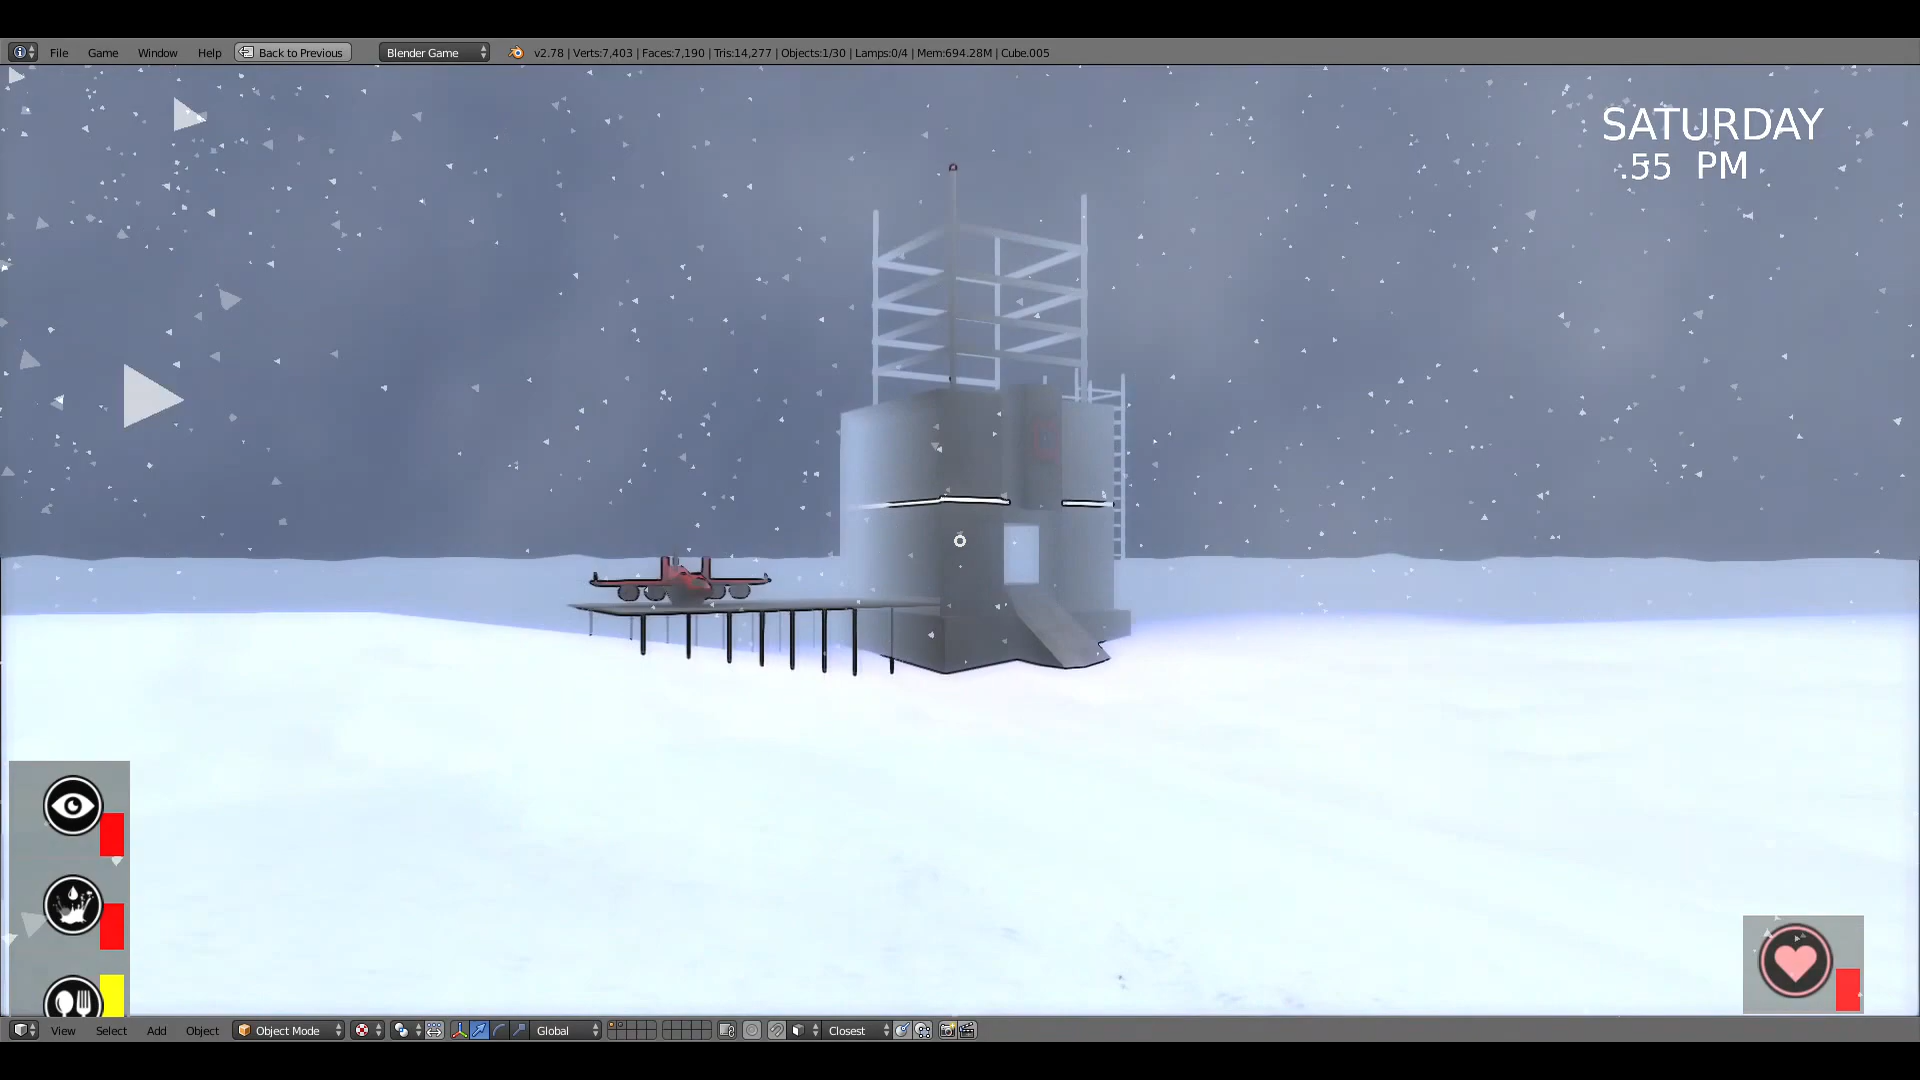 File Game Window Help Back to Previous Blender Game v2.78 | Verts:7,403 | Faces:7,190 | Tris:14,277 | Objects:1/30 | Lamps:0/4 | Mem:694.28M | Cube.005
SATURDAY
.55 PM
View Select Add Object Object Mode Global Closest